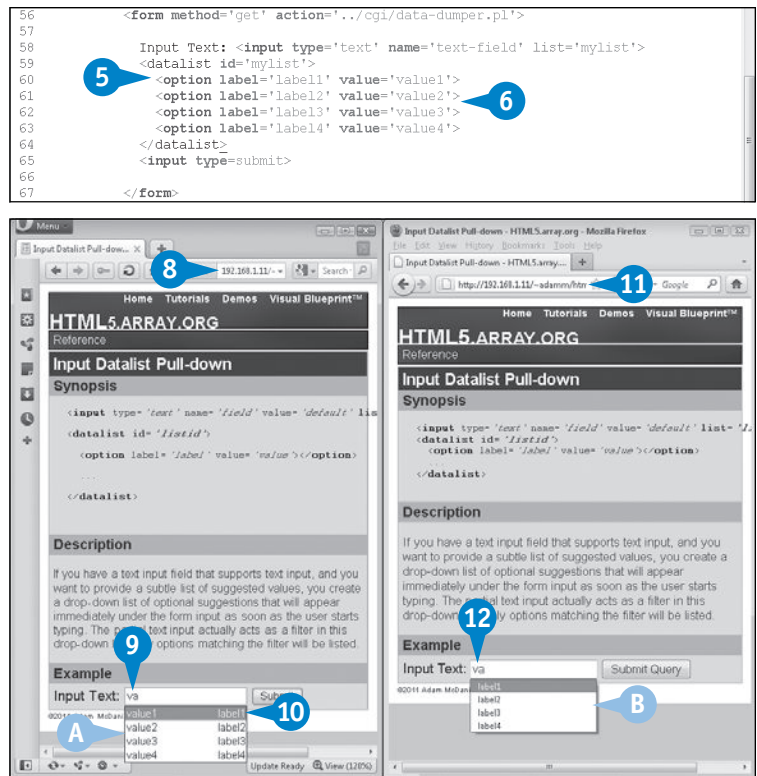 56 <form method='get' action='../cgi/data-dumper.pl'>
57
58 Input Text: <input type='text' name='text-field' list='mylist'>
59 <datalist id='mylist'>
60 <option label='label1' value='value1'>
61 <option label='label2' value='value2'>
62 <option label='label3' value='value3'>
63 <option label='label4' value='value4'>
64 </datalist>
65 <input type=submit>
66
67 </form>
5
6
Menu
Input Datalist Pull-dow...
8
192.168.1.11/~
Search
Home Tutorials Demos Visual Blueprint™
HTML5.ARRAY.ORG
Reference
Input Datalist Pull-down
Synopsis
<input type= 'text' name= 'field' value= 'default' lis
<datalist id= 'listid'>
<option label= 'label' value= 'value'></option>
...
</datalist>
Description
If you have a text input field that supports text input, and you
want to provide a subtle list of suggested values, you create
a drop-down list of optional suggestions that will appear
immediately under the form input as soon as the user starts
typing. The text input actually acts as a filter in this
drop-down options matching the filter will be listed.
9
Example
Input Text: va
10
A
value1 label1
value2 label2
value3 label3
value4 label4
©2011 Adam
Update Ready View (128%)
Input Datalist Pull-down - HTML5.array.org - Mozilla Firefox
File Edit View History Bookmarks Tools Help
Input Datalist Pull-down - HTML5.array....
http://192.168.1.11/~adamm/htm
11
Google
Home Tutorials Demos Visual Blueprint™
HTML5.ARRAY.ORG
Reference
Input Datalist Pull-down
Synopsis
<input type= 'text' name= 'field' value= 'default' list=
<datalist id= 'listid'>
<option label= 'label' value= 'value'></option>
...
</datalist>
Description
If you have a text input field that supports text input, and you
want to provide a subtle list of suggested values, you create a
drop-down list of optional suggestions that will appear
immediately under the form input as soon as the user starts
typing. The text input actually acts as a filter in this
drop-down options matching the filter will be listed.
12
Example
Input Text: va Submit Query
label1
label2
label3
label4
B
©2011 Adam